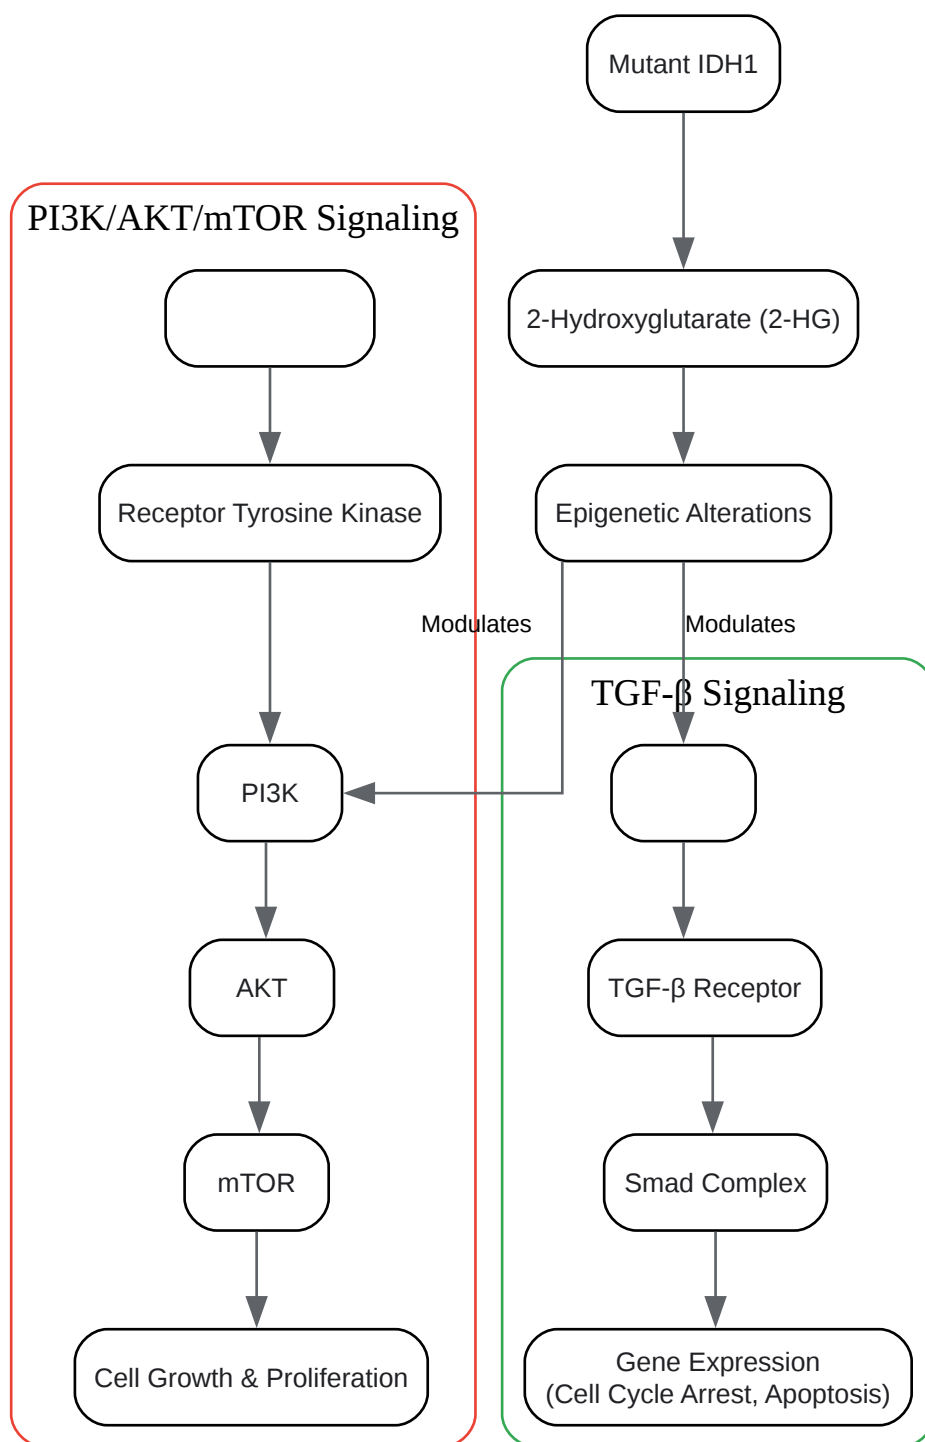 Mutant IDH1
PI3K/AKT/mTOR Signaling
2-Hydroxyglutarate (2-HG)
Receptor Tyrosine Kinase
Epigenetic Alterations
Modulates
Modulates
TGF-β Signaling
PI3K
AKT
TGF-β Receptor
mTOR
Smad Complex
Cell Growth & Proliferation
Gene Expression
(Cell Cycle Arrest, Apoptosis)